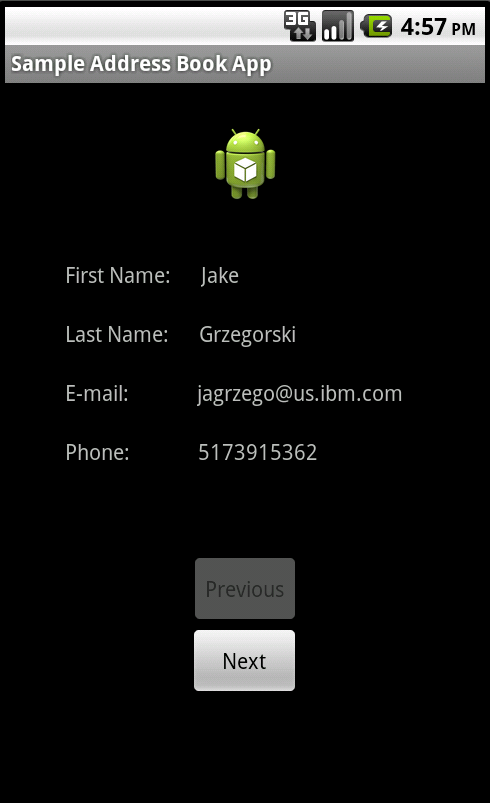 3G 4:57 PM
Sample Address Book App
First Name: Jake
Last Name: Grzegorski
E-mail: jagrzego@us.ibm.com
Phone: 5173915362
Previous
Next